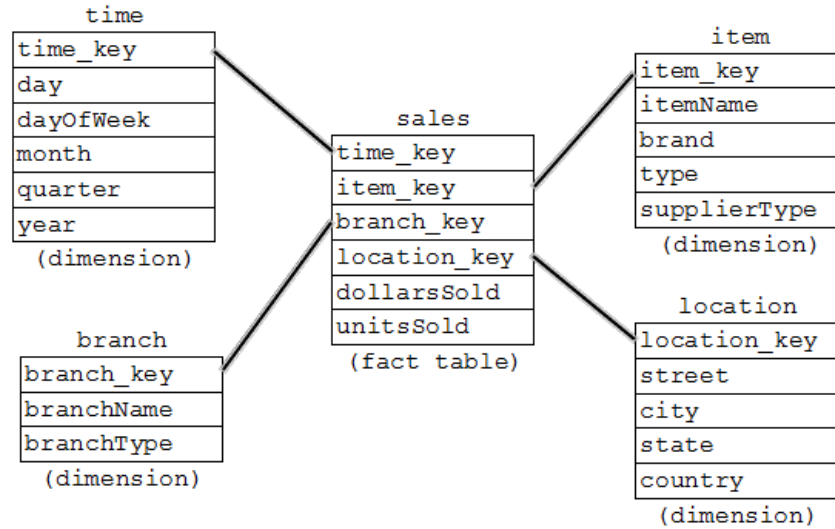 time
time_key
day
dayOfWeek
month
quarter
year
(dimension)
branch
branch_key
branchName
branchType
(dimension)
sales
time_key
item_key
branch_key
location_key
dollarsSold
unitsSold
(fact table)
item
item_key
itemName
brand
type
supplierType
(dimension)
location
location_key
street
city
state
country
(dimension)